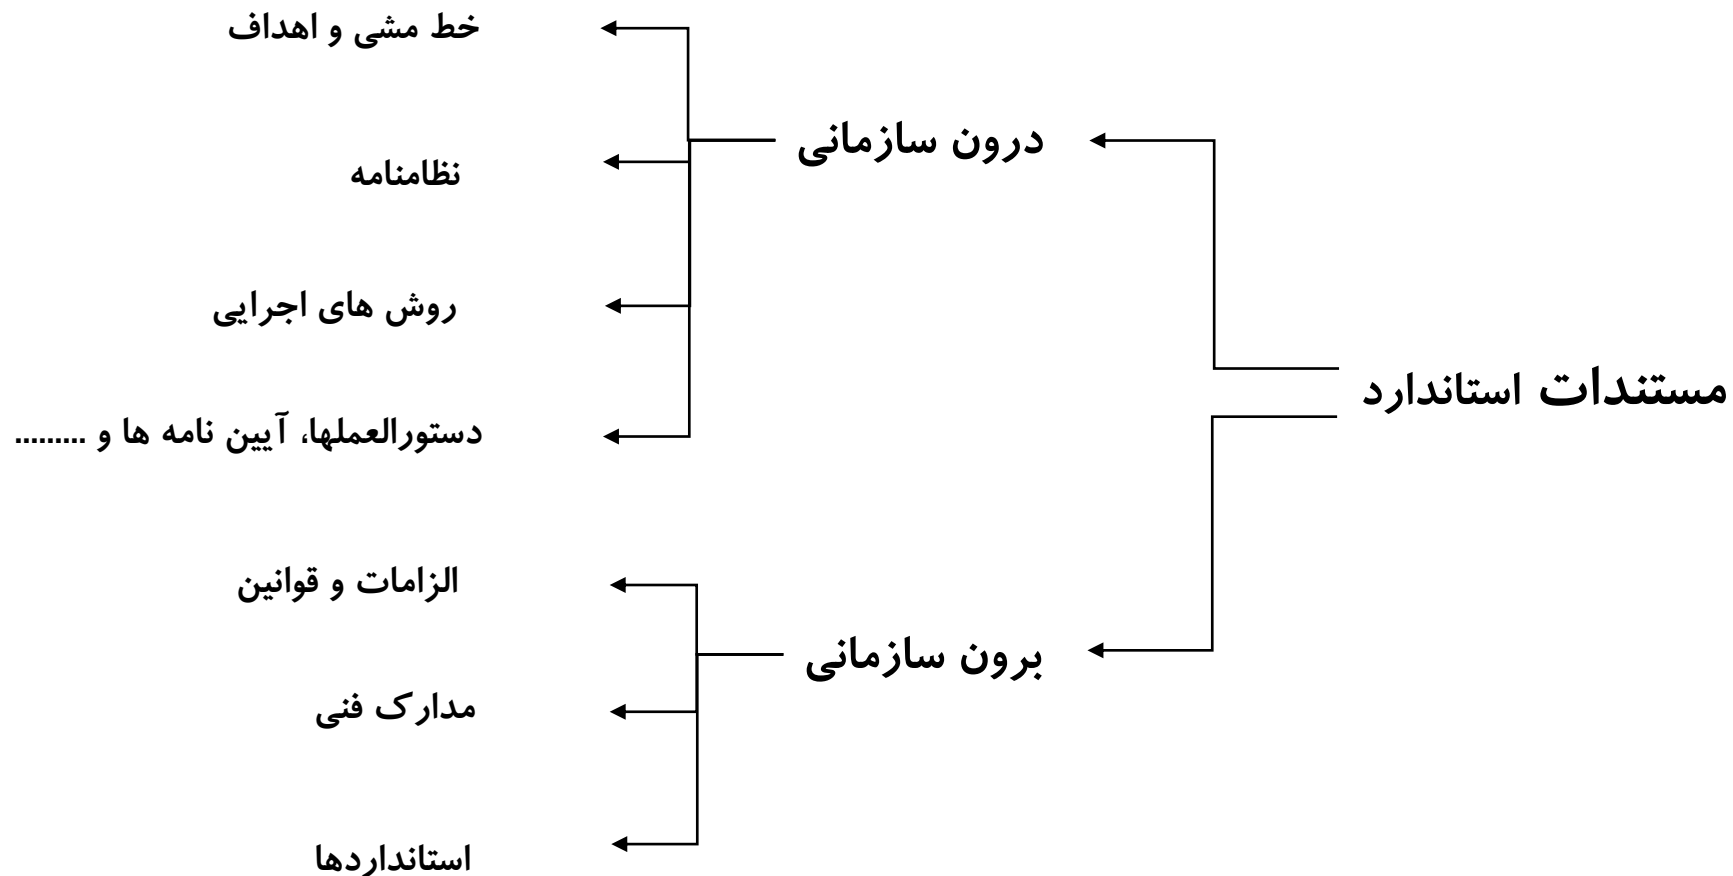 مستندات استاندارد
درون سازمانی
خط مشی و اهداف
نظامنامه
روش های اجرایی
دستورالعملها، آیین نامه ها و .........
برون سازمانی
الزامات و قوانین
مدارک فنی
استانداردها